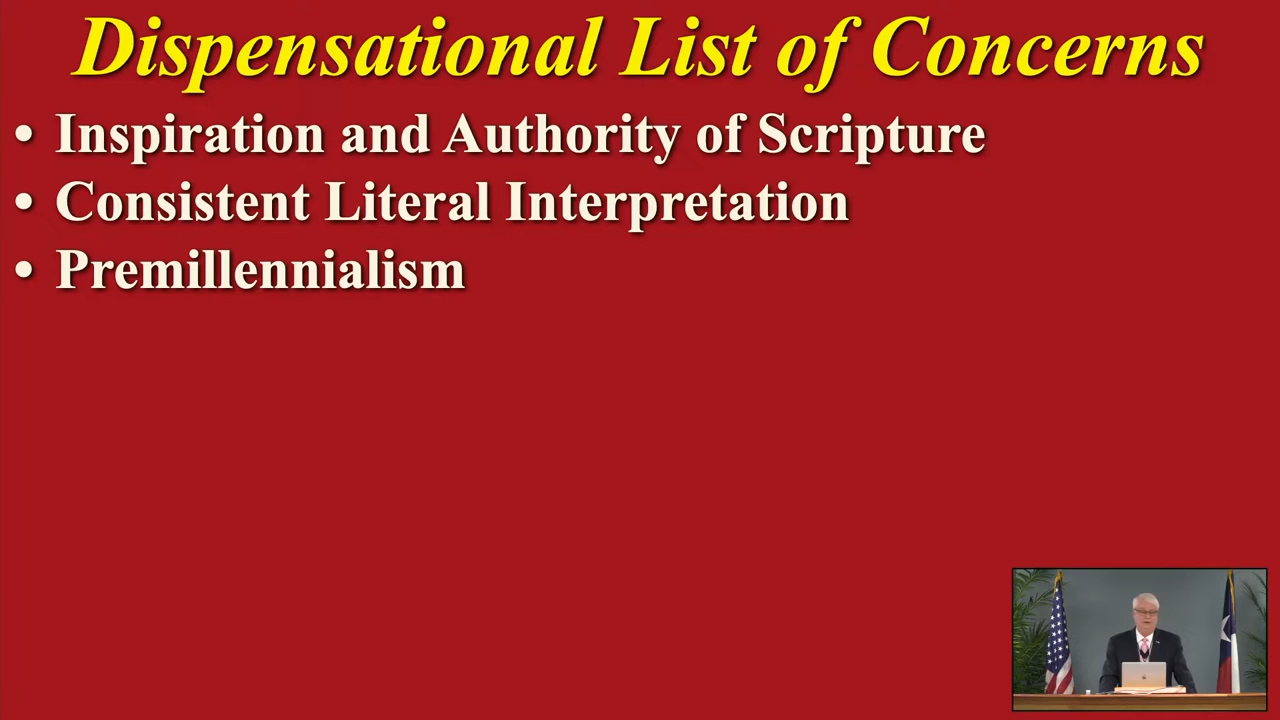 Dispensational List of Concerns
• Inspiration and Authority of Scripture
• Consistent Literal Interpretation
• Premillennialism